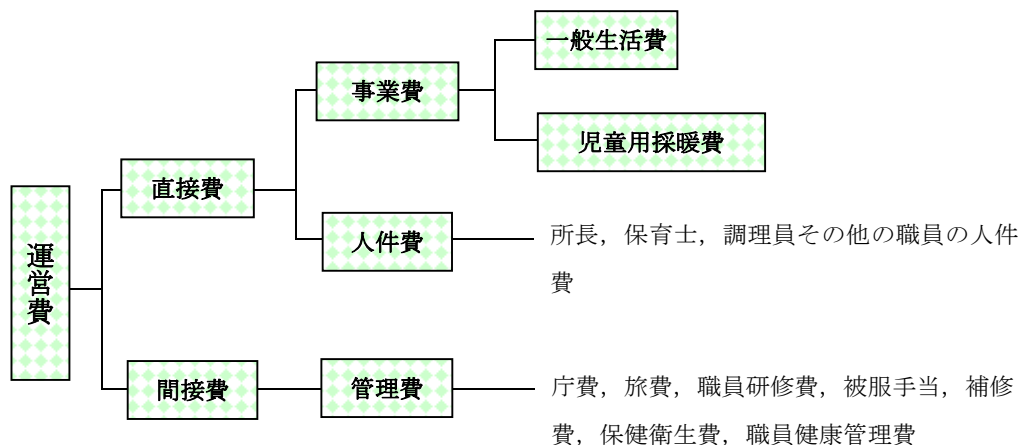 一般生活費
事業費
児童用採暖費
直接費
人件費
所長，保育士，調理員その他の職員の人件
費
運営費
間接費
管理費
庁費，旅費，職員研修費，被服手当，補修
費，保健衛生費，職員健康管理費